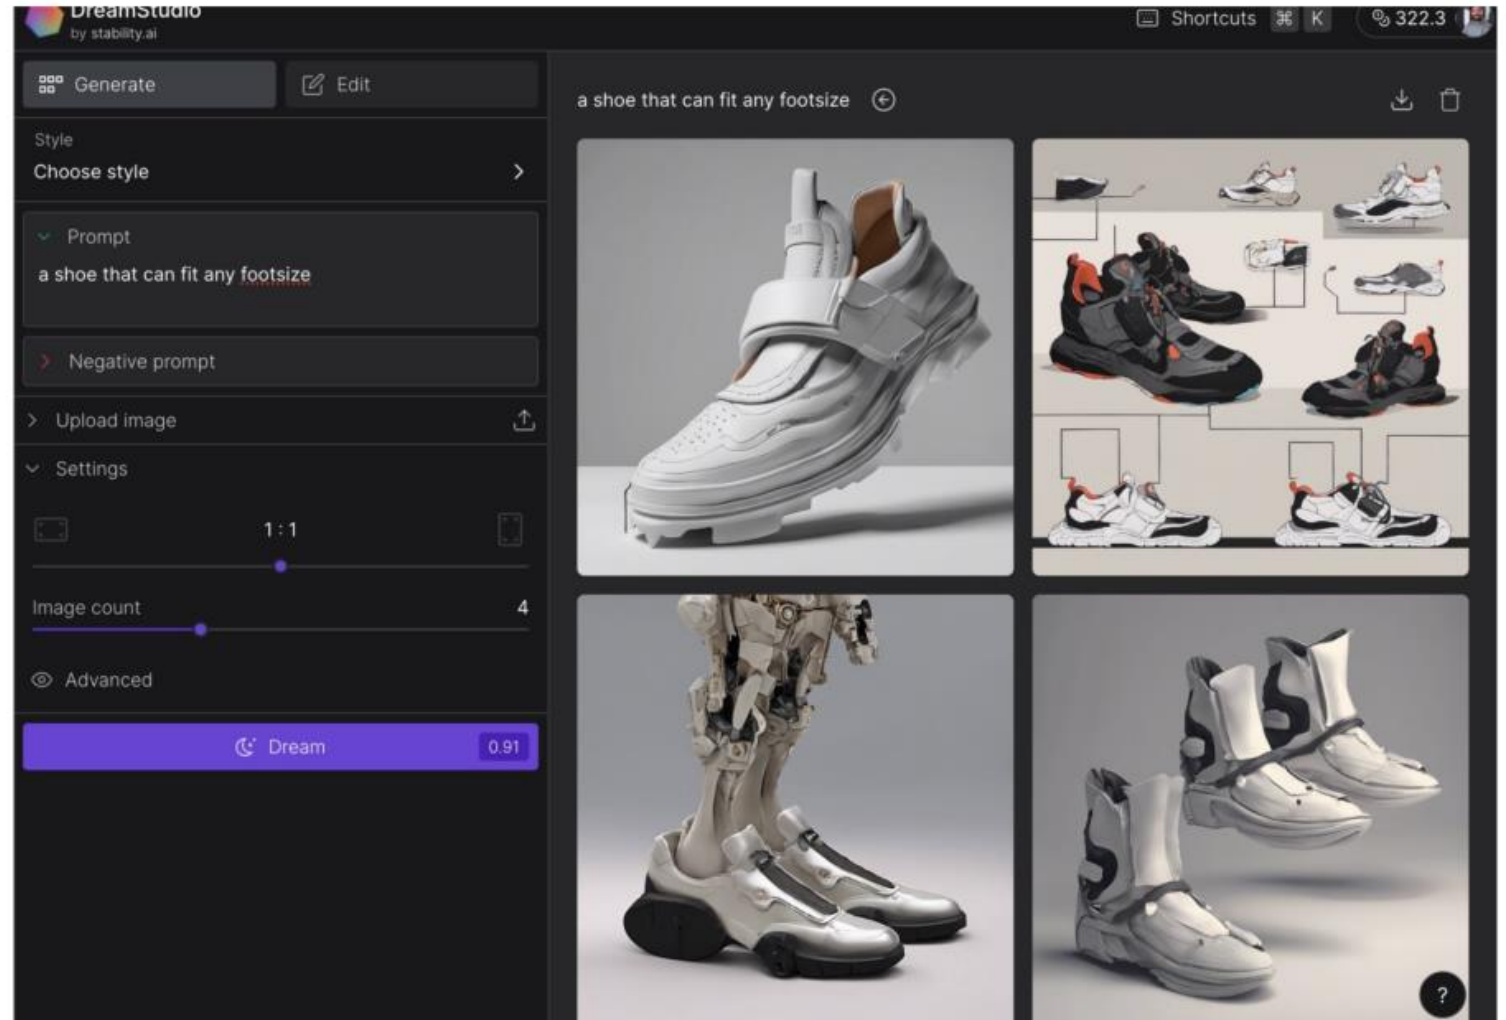 DreamStudio
by stability.ai
Shortcuts ⌘ K
322.3
Generate
Edit
Style
Choose style
Prompt
a shoe that can fit any footsize
Negative prompt
Upload image
Settings
1 : 1
Image count 4
Advanced
Dream 0.91
a shoe that can fit any footsize
?